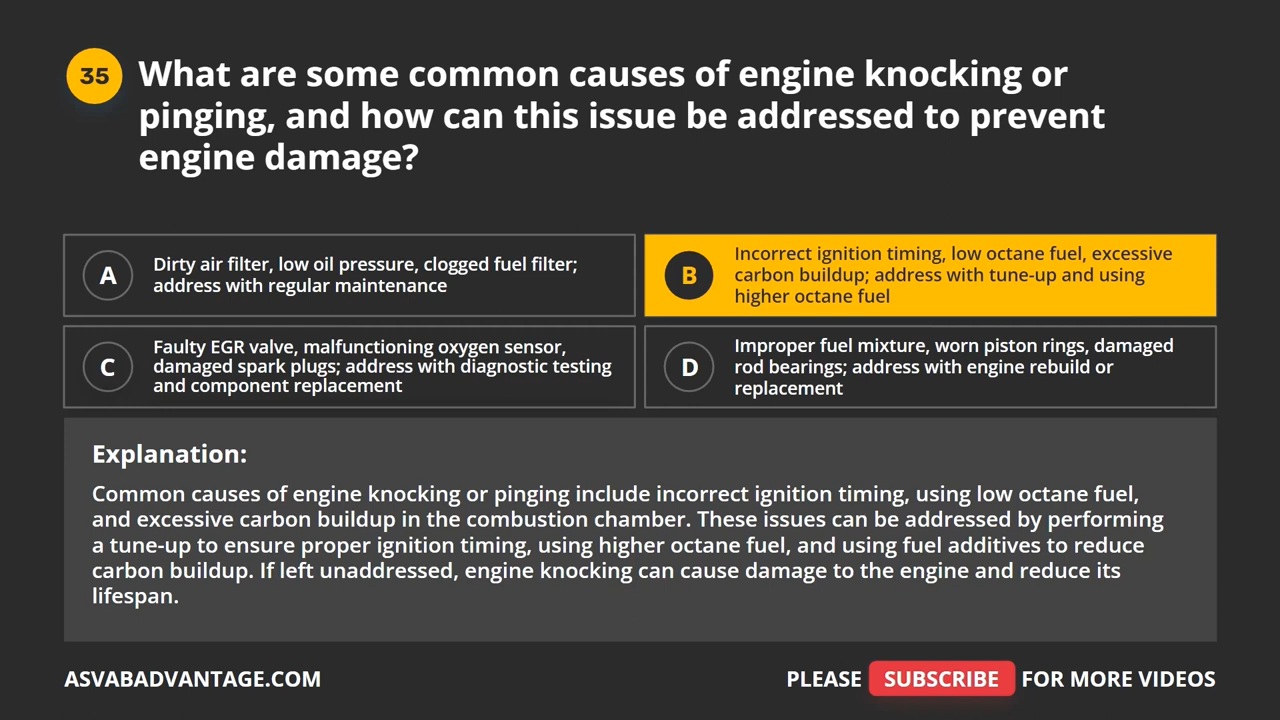 35
What are some common causes of engine knocking or
pinging, and how can this issue be addressed to prevent
engine damage?
A
Dirty air filter, low oil pressure, clogged fuel filter;
address with regular maintenance
B
Incorrect ignition timing, low octane fuel, excessive
carbon buildup; address with tune-up and using
higher octane fuel
C
Faulty EGR valve, malfunctioning oxygen sensor,
damaged spark plugs; address with diagnostic testing
and component replacement
D
Improper fuel mixture, worn piston rings, damaged
rod bearings; address with engine rebuild or
replacement
Explanation:
Common causes of engine knocking or pinging include incorrect ignition timing, using low octane fuel,
and excessive carbon buildup in the combustion chamber. These issues can be addressed by performing
a tune-up to ensure proper ignition timing, using higher octane fuel, and using fuel additives to reduce
carbon buildup. If left unaddressed, engine knocking can cause damage to the engine and reduce its
lifespan.
ASVABADVANTAGE.COM
PLEASE SUBSCRIBE FOR MORE VIDEOS